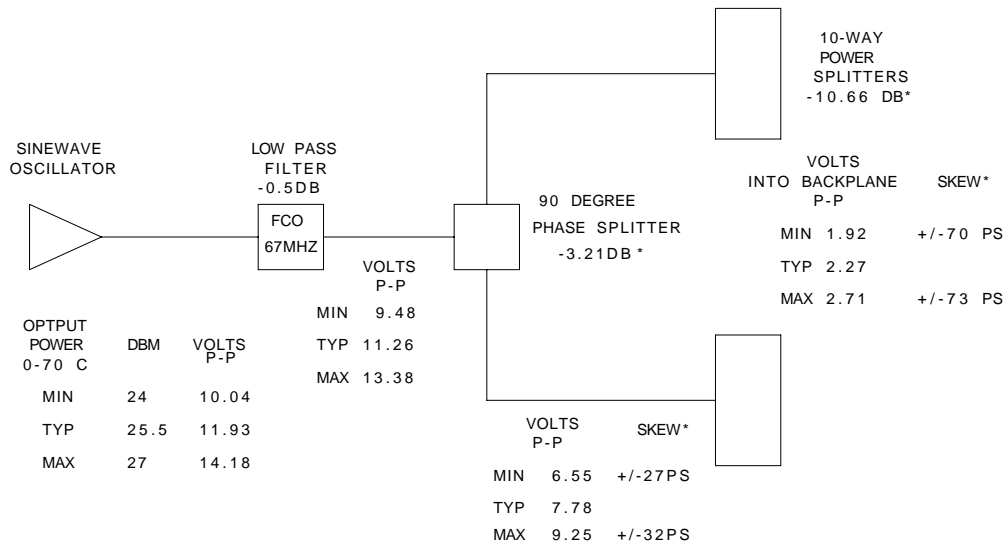 10-WAY
POWER
SPLITTERS
-10.66 DB*
SINEWAVE
OSCILLATOR
LOW PASS
FILTER
-0.5DB
FCO
67MHZ
90 DEGREE
PHASE SPLITTER
-3.21DB *
VOLTS
INTO BACKPLANE SKEW*
P-P
MIN 1.92 +/-70 PS
TYP 2.27
MAX 2.71 +/-73 PS
VOLTS
P-P
MIN 9.48
TYP 11.26
MAX 13.38
OPTPUT
POWER DBM VOLTS
0-70 C P-P
MIN 24 10.04
TYP 25.5 11.93
MAX 27 14.18
VOLTS SKEW*
P-P
MIN 6.55 +/-27PS
TYP 7.78
MAX 9.25 +/-32PS